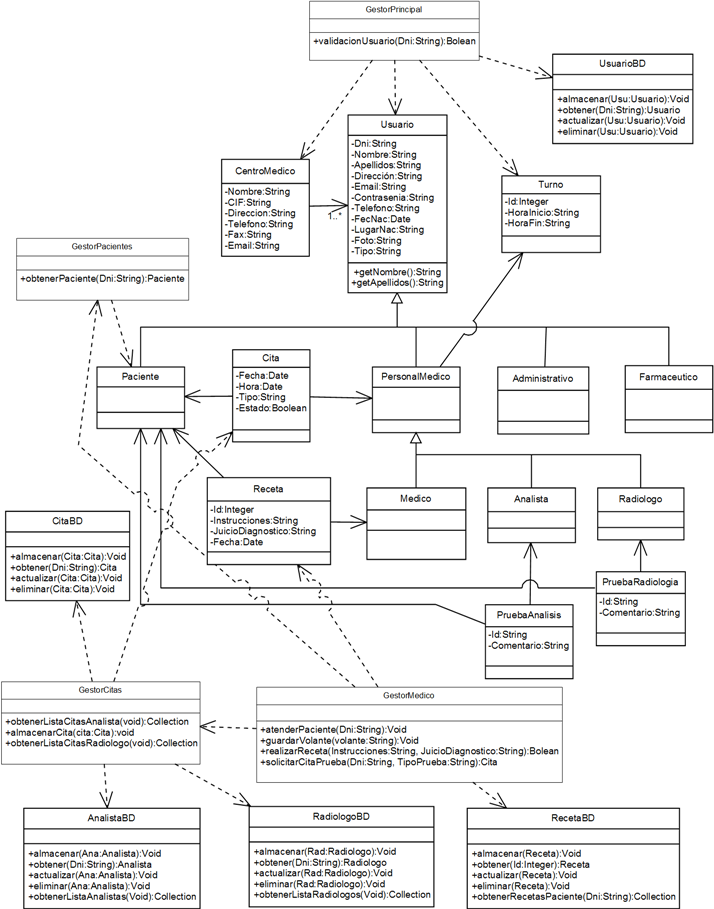 GestorPrincipal
+validacionUsuario(Dni:String):Bolean
UsuarioBD
+almacenar(Usu:Usuario):Void
+obtener(Dni:String):Usuario
+actualizar(Usu:Usuario):Void
+eliminar(Usu:Usuario):Void
Usuario
-Dni:String
-Nombre:String
-Apellidos:String
-Dirección:String
-Email:String
-Contrasenia:String
-Telefono:String
-FecNac:Date
-LugarNac:String
-Foto:String
-Tipo:String
+getNombre():String
+getApellidos():String
CentroMedico
-Nombre:String
-CIF:String
-Direccion:String
-Telefono:String
-Fax:String
-Email:String
1..*
Turno
-Id:Integer
-HoraInicio:String
-HoraFin:String
GestorPacientes
+obtenerPaciente(Dni:String):Paciente
Paciente
Cita
-Fecha:Date
-Hora:Date
-Tipo:String
-Estado:Boolean
PersonalMedico
Administrativo
Farmaceutico
Receta
-Id:Integer
-Instrucciones:String
-JuicioDiagnostico:String
-Fecha:Date
Medico
Analista
Radiologo
CitaBD
+almacenar(Cita:Cita):Void
+obtener(Dni:String):Cita
+actualizar(Cita:Cita):Void
+eliminar(Cita:Cita):Void
PruebaRadiologia
-Id:String
-Comentario:String
PruebaAnalisis
-Id:String
-Comentario:String
GestorCitas
+obtenerListaCitasAnalista(void):Collection
+almacenarCita(cita:Cita):void
+obtenerListaCitasRadiologo(void):Collection
GestorMedico
+atenderPaciente(Dni:String):Void
+guardarVolante(volante:String):Void
+realizarReceta(Instrucciones:String, JuicioDiagnostico:String):Bolean
+solicitarCitaPrueba(Dni:String, TipoPrueba:String):Cita
AnalistaBD
+almacenar(Ana:Analista):Void
+obtener(Dni:String):Analista
+actualizar(Ana:Analista):Void
+eliminar(Ana:Analista):Void
+obtenerListaAnalistas(Void):Collection
RadiologoBD
+almacenar(Rad:Radiologo):Void
+obtener(Dni:String):Radiologo
+actualizar(Rad:Radiologo):Void
+eliminar(Rad:Radiologo):Void
+obtenerListaRadiologos(Void):Collection
RecetaBD
+almacenar(Receta):Void
+obtener(Id:Integer):Receta
+actualizar(Receta):Void
+eliminar(Receta):Void
+obtenerRecetasPaciente(Dni:String):Collection